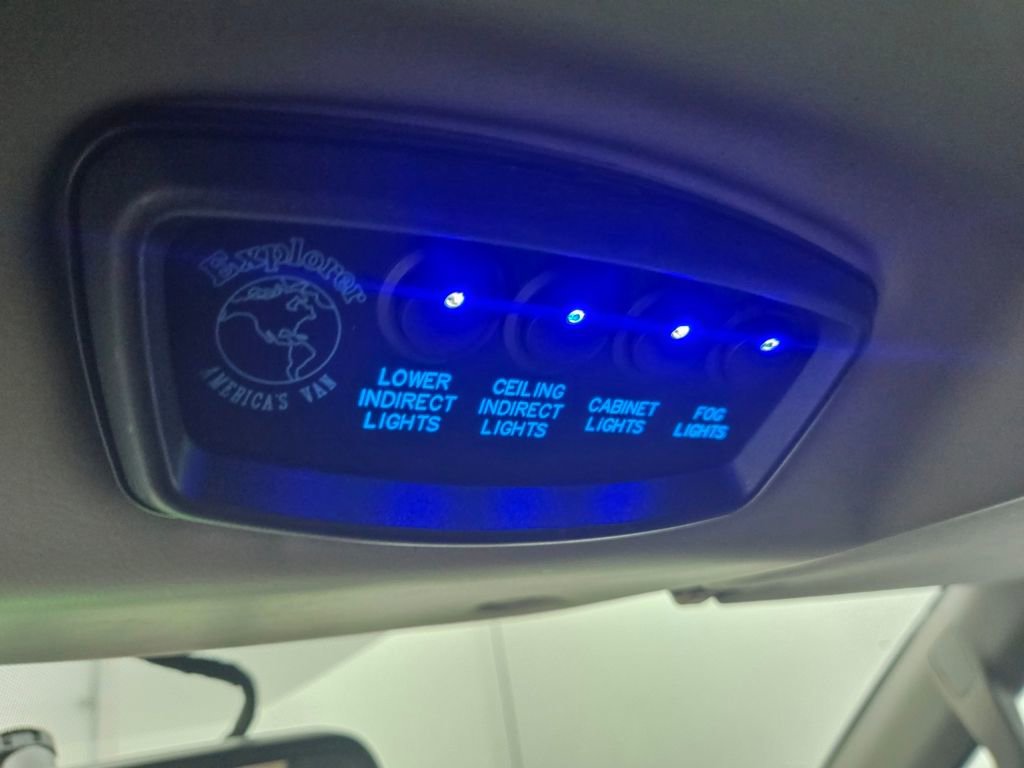 Explorer
AMERICA'S VAN
LOWER
INDIRECT
LIGHTS
CEILING
INDIRECT
LIGHTS
CABINET
LIGHTS
FOG
LIGHTS